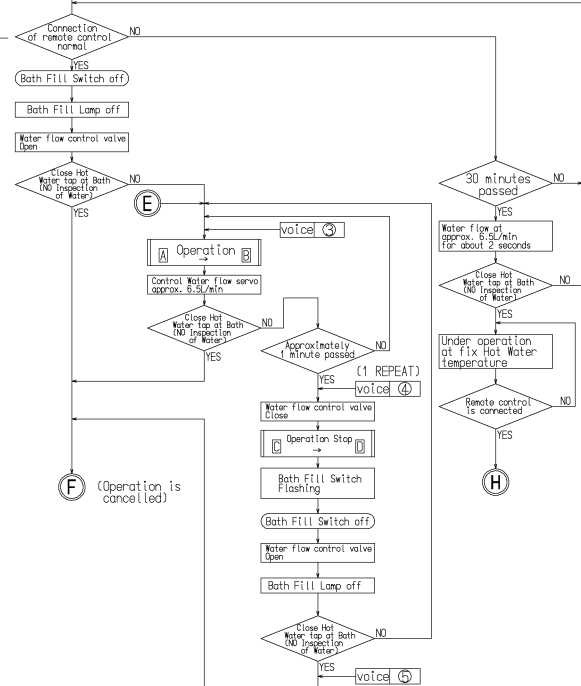 Connection
of remote control
normal
NO
YES
Bath Fill Switch off
Bath Fill Lamp off
Water flow control valve
Open
Close Hot
Water tap at Bath
(NO Inspection
of Water)
NO
YES
E
voice ③
A Operation B
→
Control Water flow servo
approx. 6.5L/min
Close Hot
Water tap at Bath
(NO Inspection
of Water)
NO
YES
Approximately
1 minute passed
NO
YES
(1 REPEAT)
voice ④
Water flow control valve
Close
C Operation Stop D
→
Bath Fill Switch
Flashing
Bath Fill Switch off
Water flow control valve
Open
Bath Fill Lamp off
Close Hot
Water tap at Bath
(NO Inspection
of Water)
NO
YES
voice ⑤
F
(Operation is
cancelled)
30 minutes
passed
NO
YES
Water flow at
approx. 6.5L/min
for about 2 seconds
Close Hot
Water tap at Bath
(NO Inspection
of Water)
NO
YES
Under operation
at fix Hot Water
temperature
Remote control
is connected
NO
YES
H